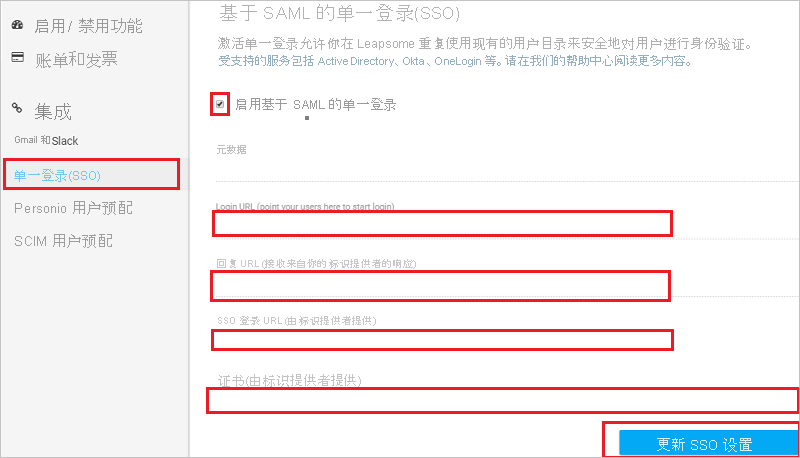 启用/ 禁用功能
账单和发票
集成
Gmail 和Slack
单一登录(SSO)
Personio 用户预配
SCIM 用户预配
基于 SAML 的单一登录(SSO)
激活单一登录允许你在 Leapsome 重复使用现有的用户目录来安全地对用户进行身份验证。
受支持的服务包括 Active Directory、Okta、OneLogin 等。请在我们的帮助中心阅读更多内容。
启用基于 SAML 的单一登录
元数据
Login URL (point your users here to start login)
回复 URL (接收来自你的标识提供者的响应)
SSO 登录 URL (由标识提供者提供)
证书(由标识提供者提供)
更新 SSO 设置